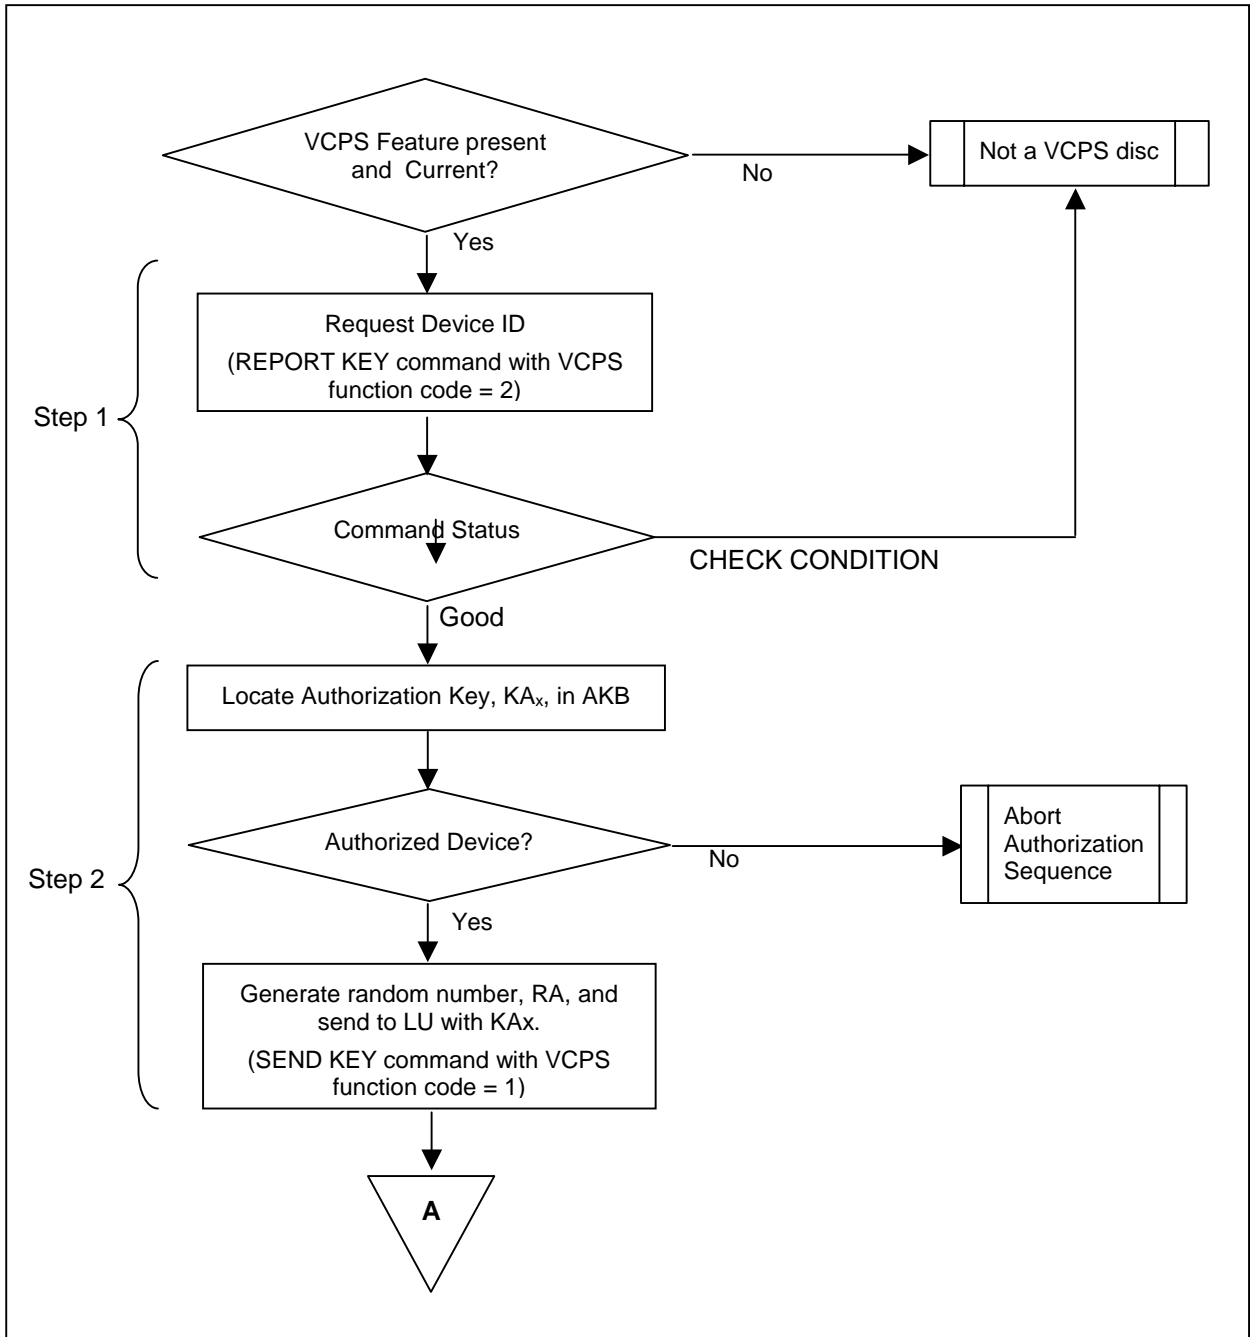 VCPS Feature present
and Current?
No
Not a VCPS disc
Yes
Step 1
Request Device ID
(REPORT KEY command with VCPS
function code = 2)
Command Status
CHECK CONDITION
Good
Step 2
Locate Authorization Key, KAₓ, in AKB
Authorized Device?
No
Abort
Authorization
Sequence
Yes
Generate random number, RA, and
send to LU with KAx.
(SEND KEY command with VCPS
function code = 1)
A